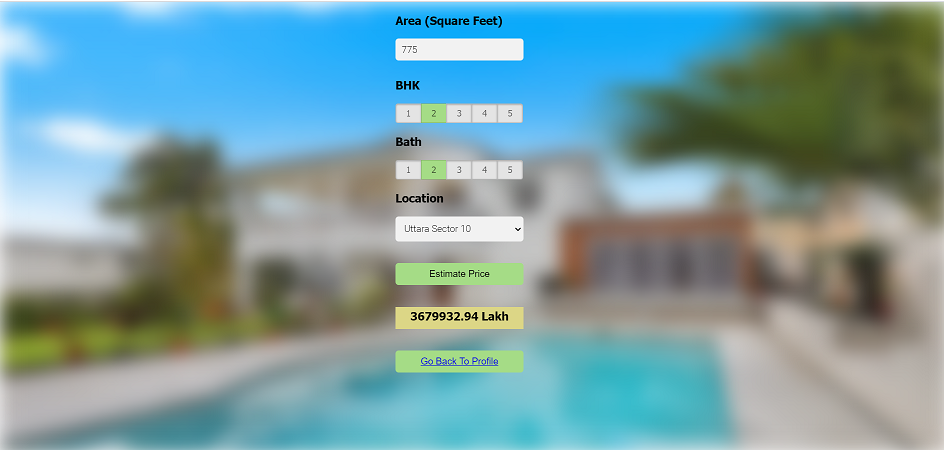 Area (Square Feet)
775
BHK
1 2 3 4 5
Bath
1 2 3 4 5
Location
Uttara Sector 10
Estimate Price
3679932.94 Lakh
Go Back To Profile